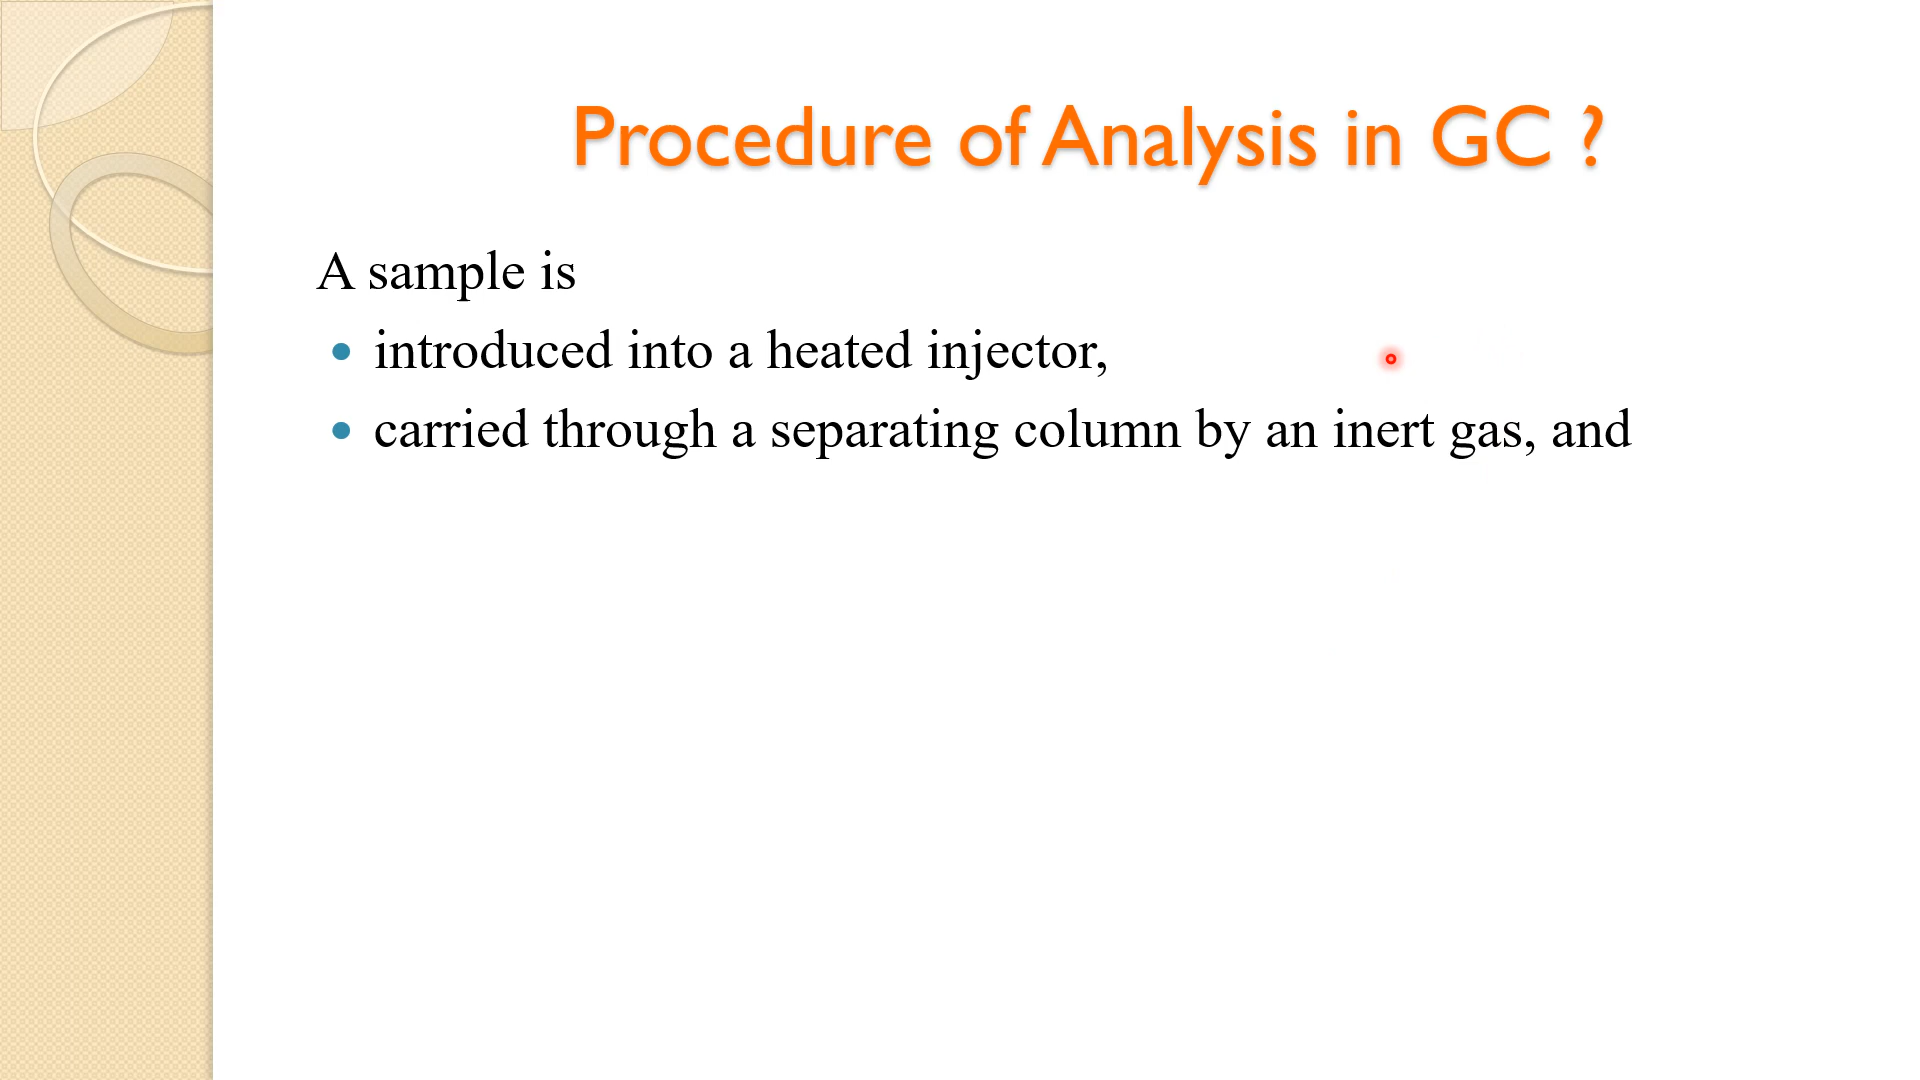 Procedure of Analysis in GC ?
A sample is
• introduced into a heated injector,
• carried through a separating column by an inert gas, and